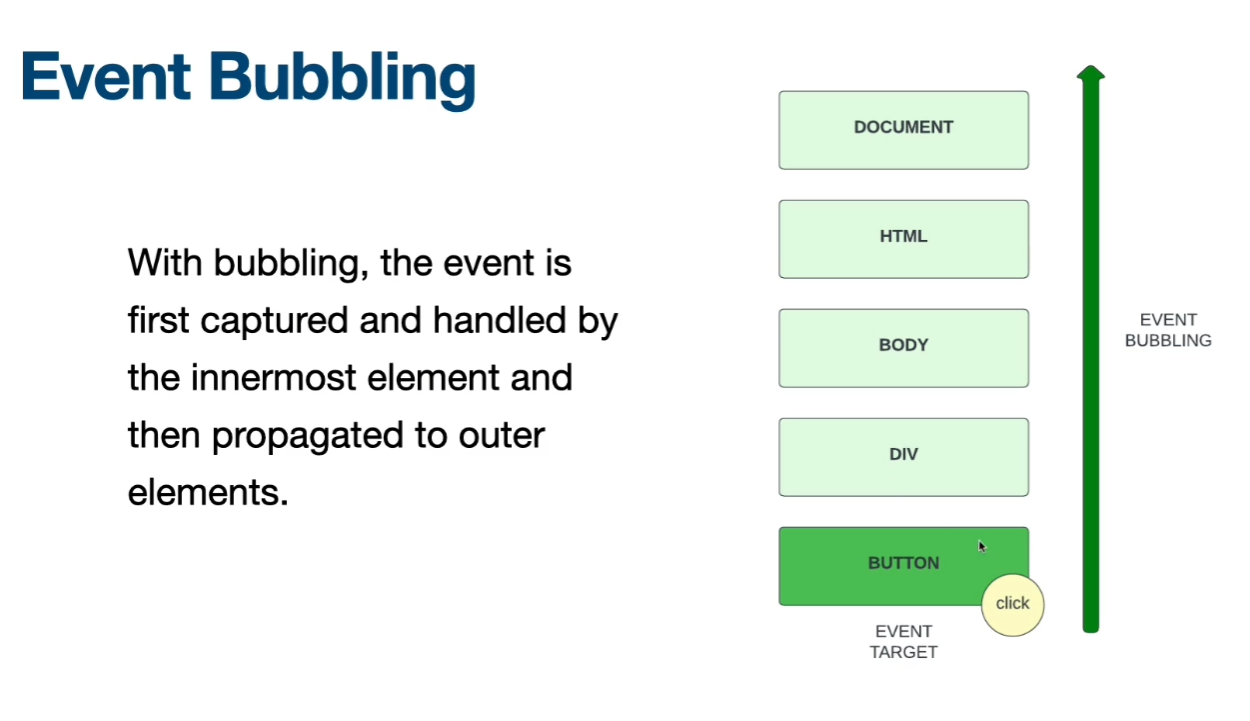 Event Bubbling
With bubbling, the event is
first captured and handled by
the innermost element and
then propagated to outer
elements.
DOCUMENT
HTML
BODY
DIV
BUTTON
click
EVENT
TARGET
EVENT
BUBBLING